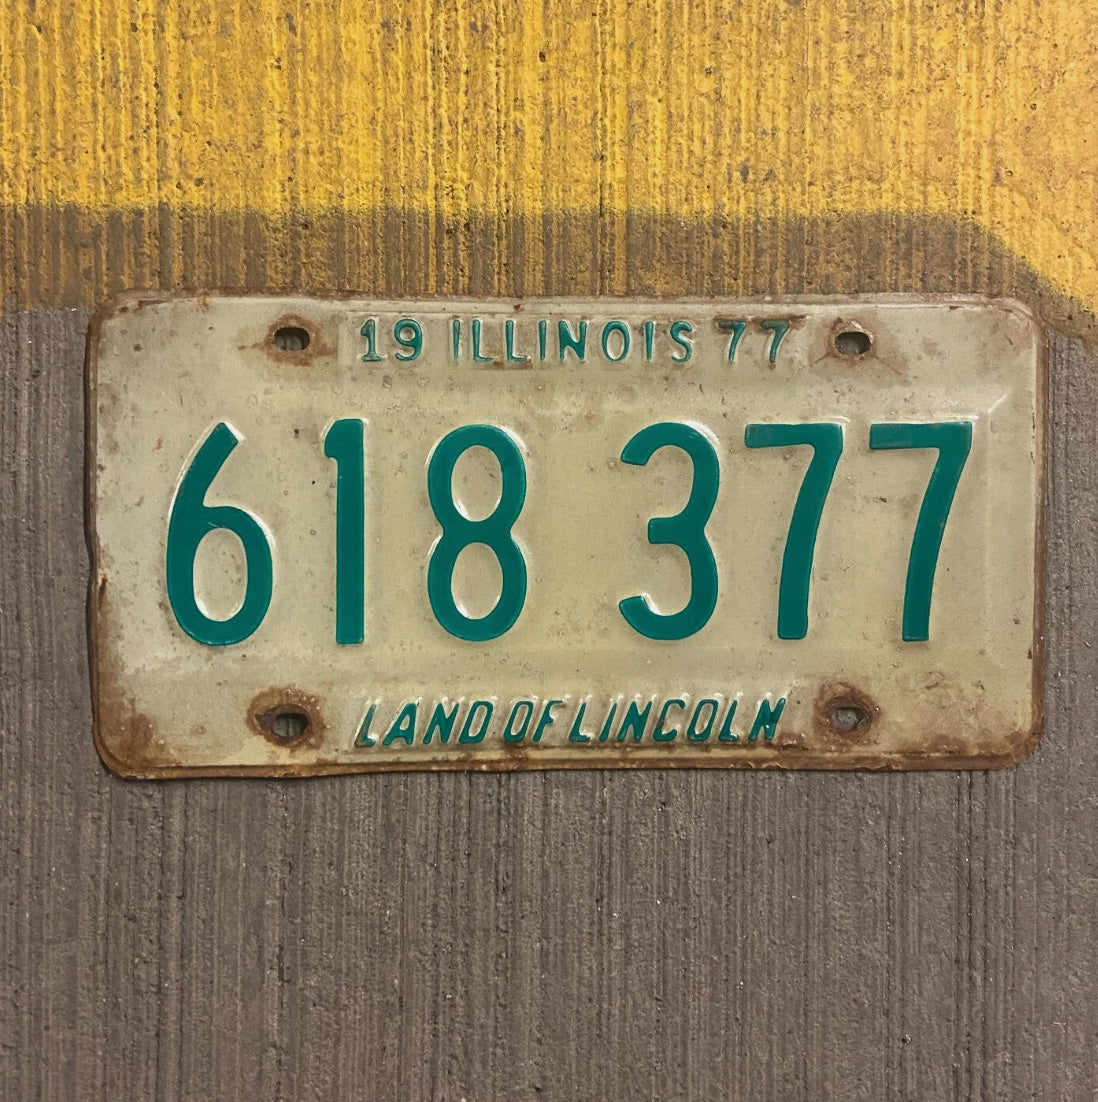 19 ILLINOIS 77
618 377
LAND OF LINCOLN